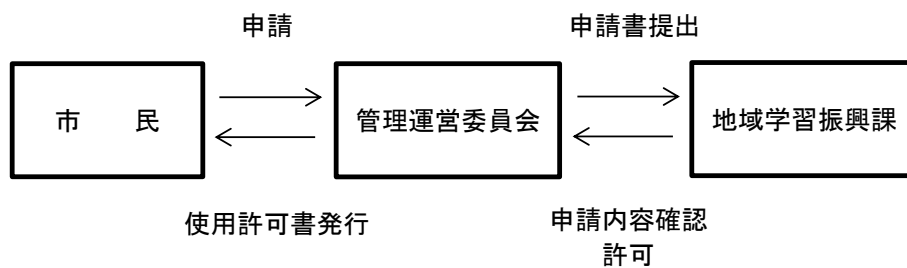 申請
申請書提出
市　　民
管理運営委員会
地域学習振興課
使用許可書発行
申請内容確認
許可